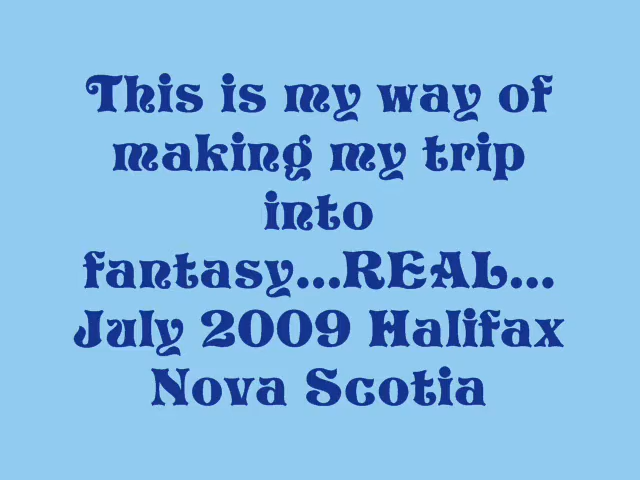 This is my way of
making my trip
into
fantasy...REAL...
July 2009 Halifax
Nova Scotia